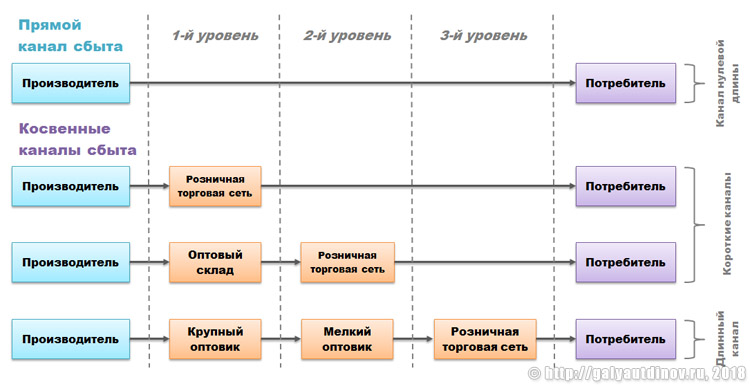 Прямой
канал сбыта
1-й уровень
2-й уровень
3-й уровень
Производитель
Потребитель
Канал нулевой
длины
Косвенные
каналы сбыта
Производитель
Розничная
торговая сеть
Потребитель
Короткие каналы
Производитель
Оптовый
склад
Розничная
торговая сеть
Потребитель
Производитель
Крупный
оптовик
Мелкий
оптовик
Розничная
торговая сеть
Потребитель
Длинный
канал
© http://galyautdinov.ru, 2018